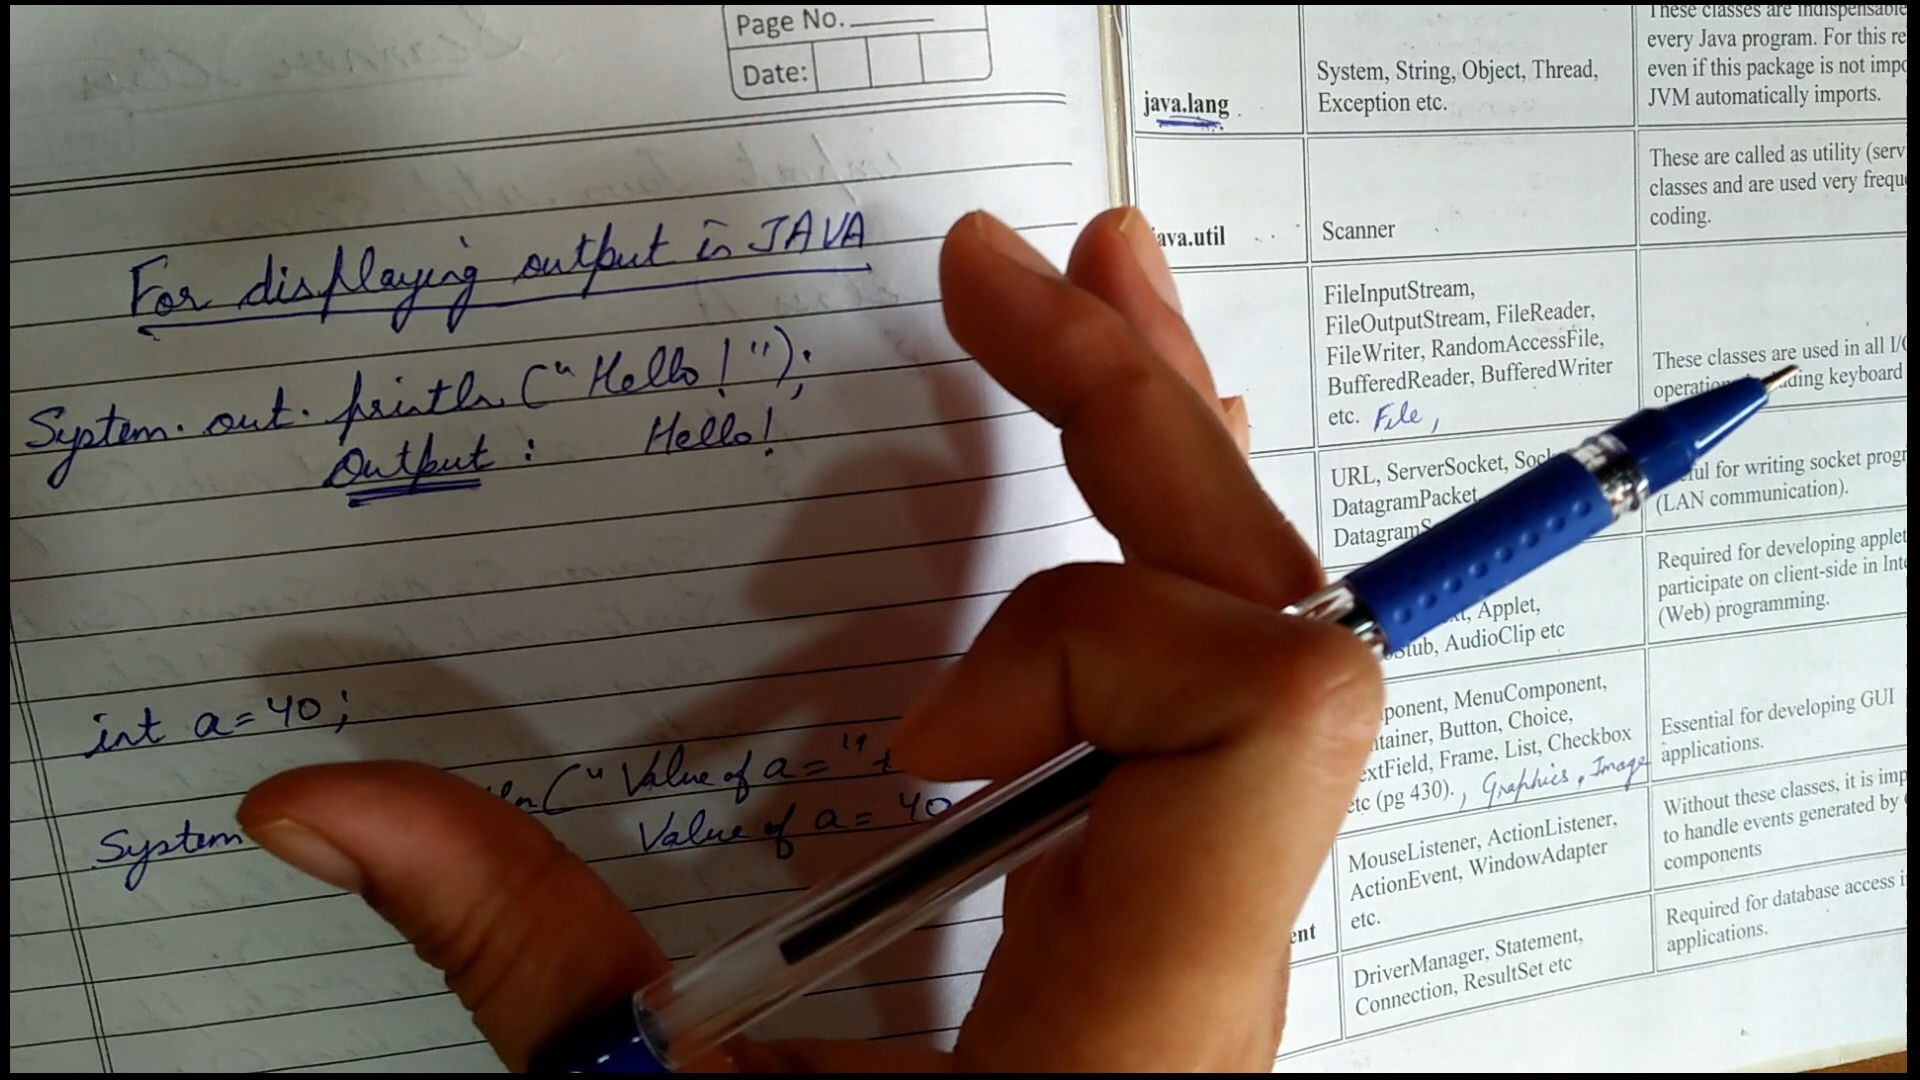 Page No.
Date:
For displaying output in JAVA
System. out. println ("Hello!");
Output : Hello!
int a = 40;
System
("Value of a = "+
Value of a = 40
java.lang
System, String, Object, Thread,
Exception etc.
These classes are indispensable
every Java program. For this
even if this package is not
JVM automatically imports.
java.util
Scanner
These are called as utility
classes and are used very
coding.
FileInputStream,
FileOutputStream, FileReader,
FileWriter, RandomAccessFile,
BufferedReader, BufferedWriter
etc. File,
These classes are used in all
keyboard
URL, ServerSocket,
DatagramPacket,
for writing socket
(LAN communication).
Applet,
AudioClip etc
Required for developing
participate on client-side in
(Web) programming.
MenuComponent,
Button, Choice,
Frame, List, Checkbox
etc (pg 430). , Graphics, Image
Essential for developing GUI
applications.
MouseListener, ActionListener,
ActionEvent, WindowAdapter
etc.
Without these classes, it is
to handle events generated by
components
DriverManager, Statement,
Connection, ResultSet etc
Required for database access
applications.